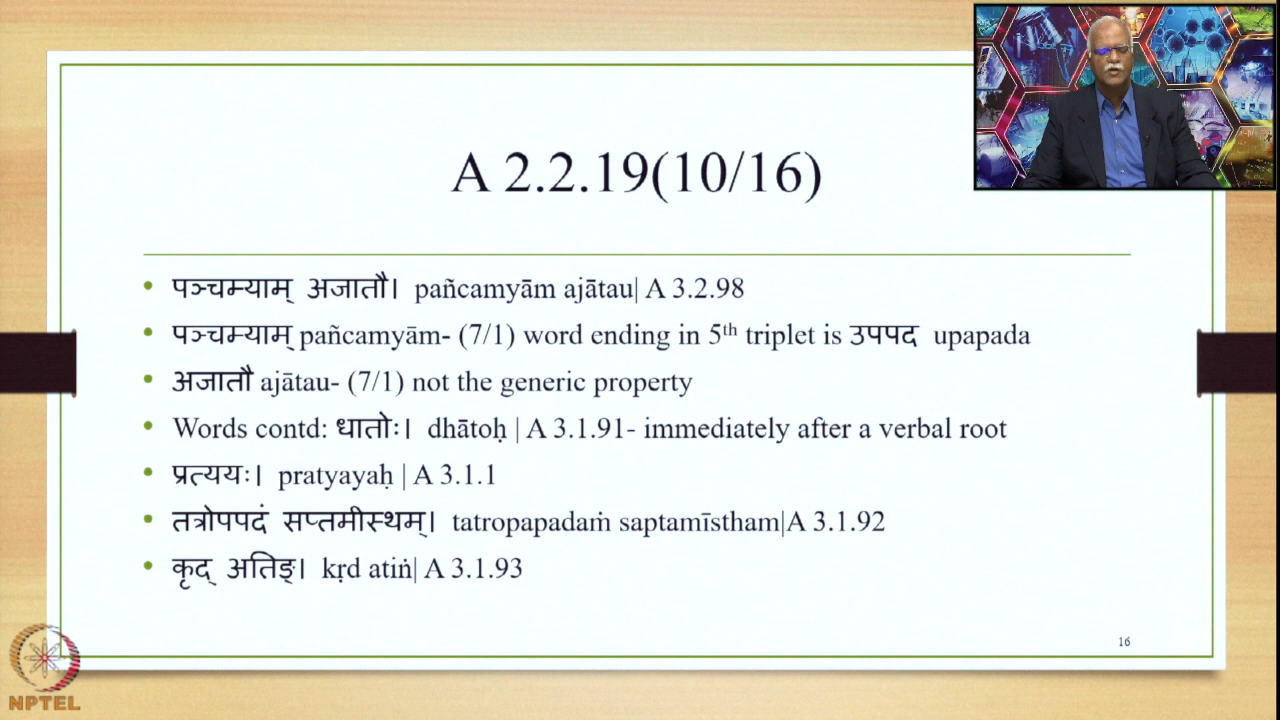 A 2.2.19(10/16)
पञ्चम्याम् अजातौ। pañcamyām ajātau| A 3.2.98
पञ्चम्याम् pañcamyām- (7/1) word ending in 5th triplet is उपपद upapada
अजातौ ajātau- (7/1) not the generic property
Words contd: धातोः। dhātoḥ | A 3.1.91- immediately after a verbal root
प्रत्ययः। pratyayaḥ | A 3.1.1
तत्रोपपदं सप्तमीस्थम्। tatropapadaṁ saptamīstham|A 3.1.92
कृद् अतिङ्। kṛd atiṅ| A 3.1.93
16
NPTEL